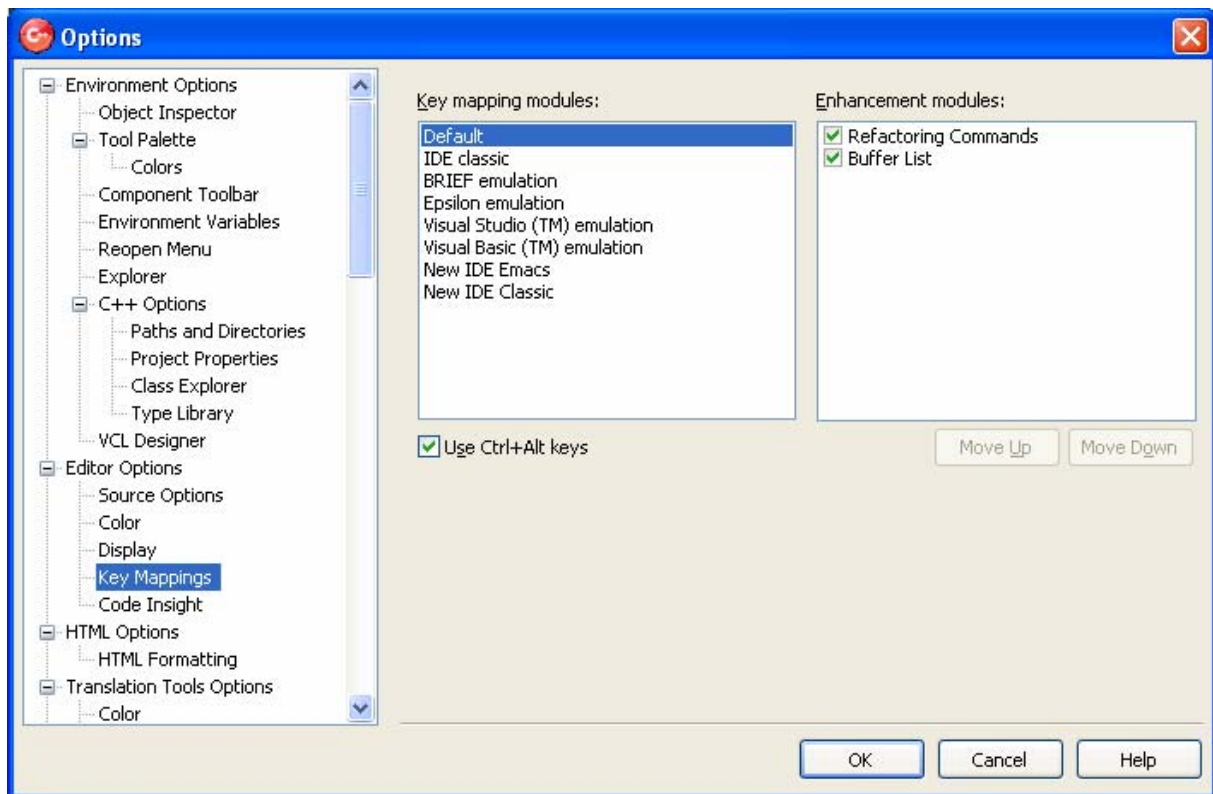 Options
Environment Options
Object Inspector
Tool Palette
Colors
Component Toolbar
Environment Variables
Reopen Menu
Explorer
C++ Options
Paths and Directories
Project Properties
Class Explorer
Type Library
VCL Designer
Editor Options
Source Options
Color
Display
Key Mappings
Code Insight
HTML Options
HTML Formatting
Translation Tools Options
Color
Key mapping modules:
Default
IDE classic
BRIEF emulation
Epsilon emulation
Visual Studio (TM) emulation
Visual Basic (TM) emulation
New IDE Emacs
New IDE Classic
Use Ctrl+Alt keys
Enhancement modules:
Refactoring Commands
Buffer List
Move Up
Move Down
OK
Cancel
Help